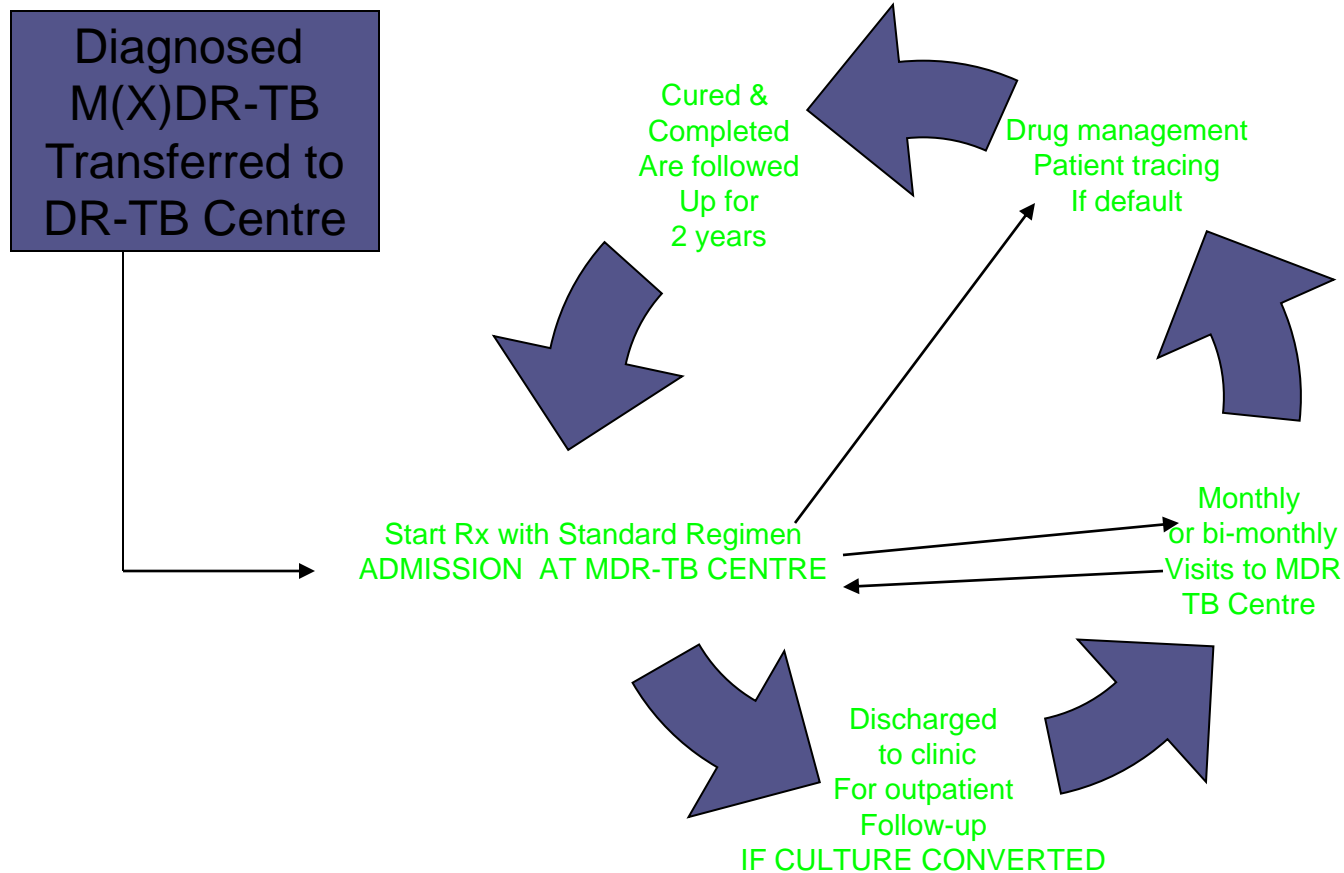 Diagnosed
M(X)DR-TB
Transferred to
DR-TB Centre
Cured &
Completed
Are followed
Up for
2 years
Drug management
Patient tracing
If default
Start Rx with Standard Regimen
ADMISSION AT MDR-TB CENTRE
Monthly
or bi-monthly
Visits to MDR
TB Centre
Discharged
to clinic
For outpatient
Follow-up
IF CULTURE CONVERTED